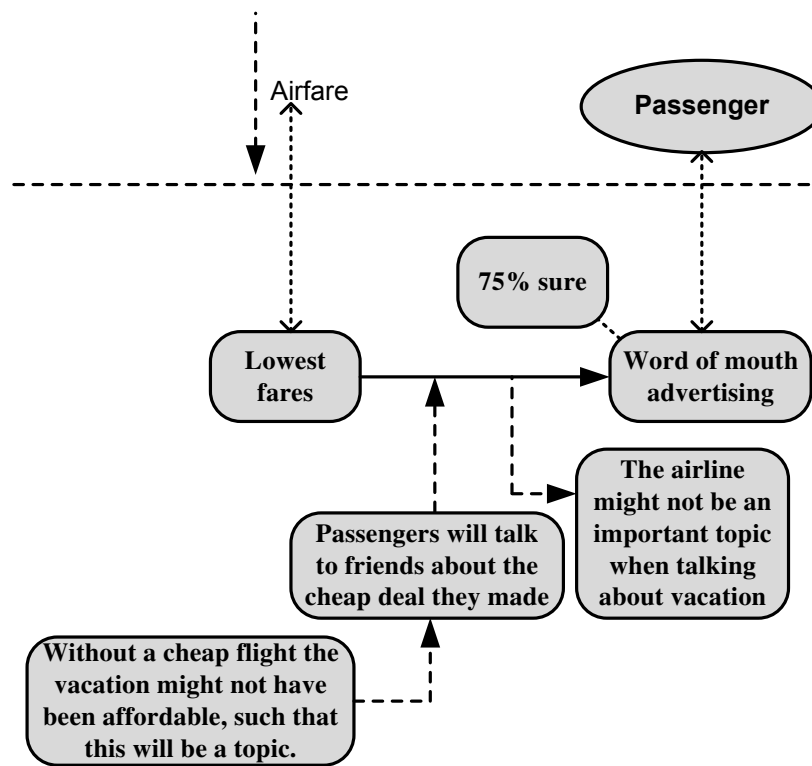 Airfare
Passenger
75% sure
Lowest
fares
Word of mouth
advertising
The airline
might not be an
important topic
when talking
about vacation
Passengers will talk
to friends about the
cheap deal they made
Without a cheap flight the
vacation might not have
been affordable, such that
this will be a topic.